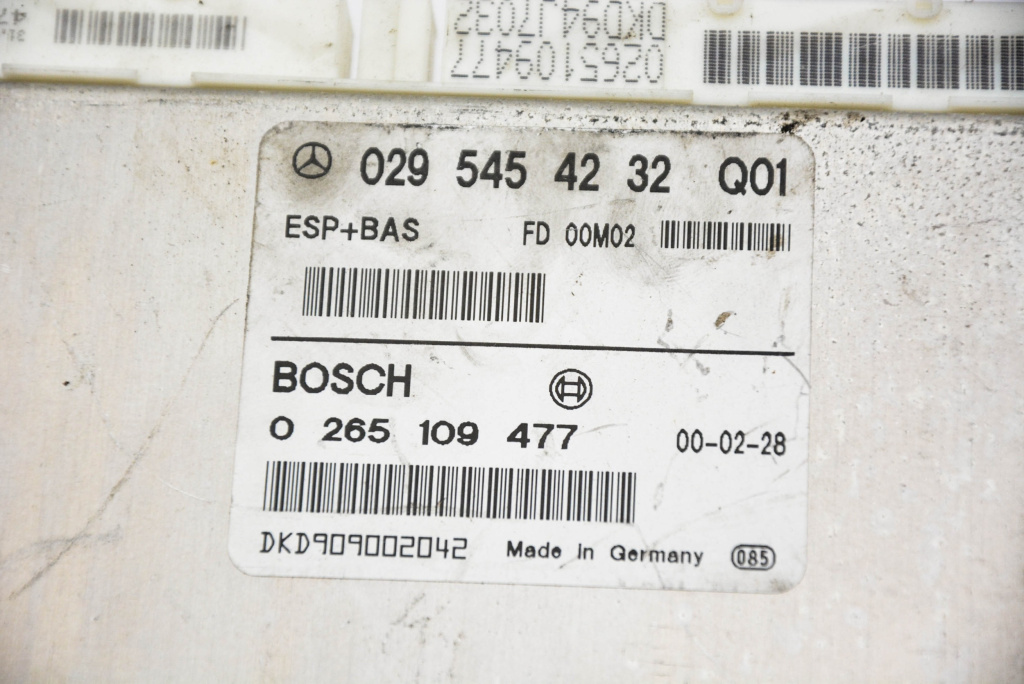 DKD94J7032
0265109477
029 545 42 32 Q01
ESP+BAS FD 00M02
BOSCH
0 265 109 477 00-02-28
DKD909002042 Made in Germany 085